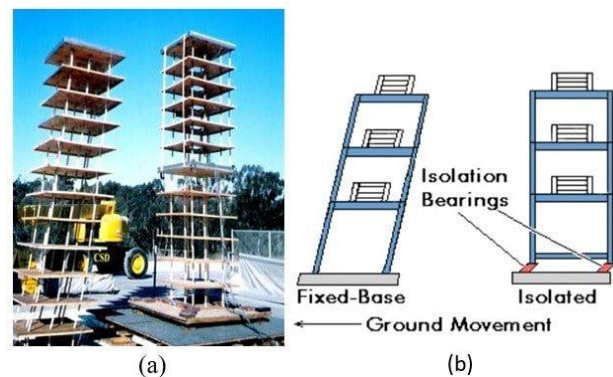 CSD
Isolation
Bearings
Fixed-Base
Isolated
Ground Movement
(a)
(b)